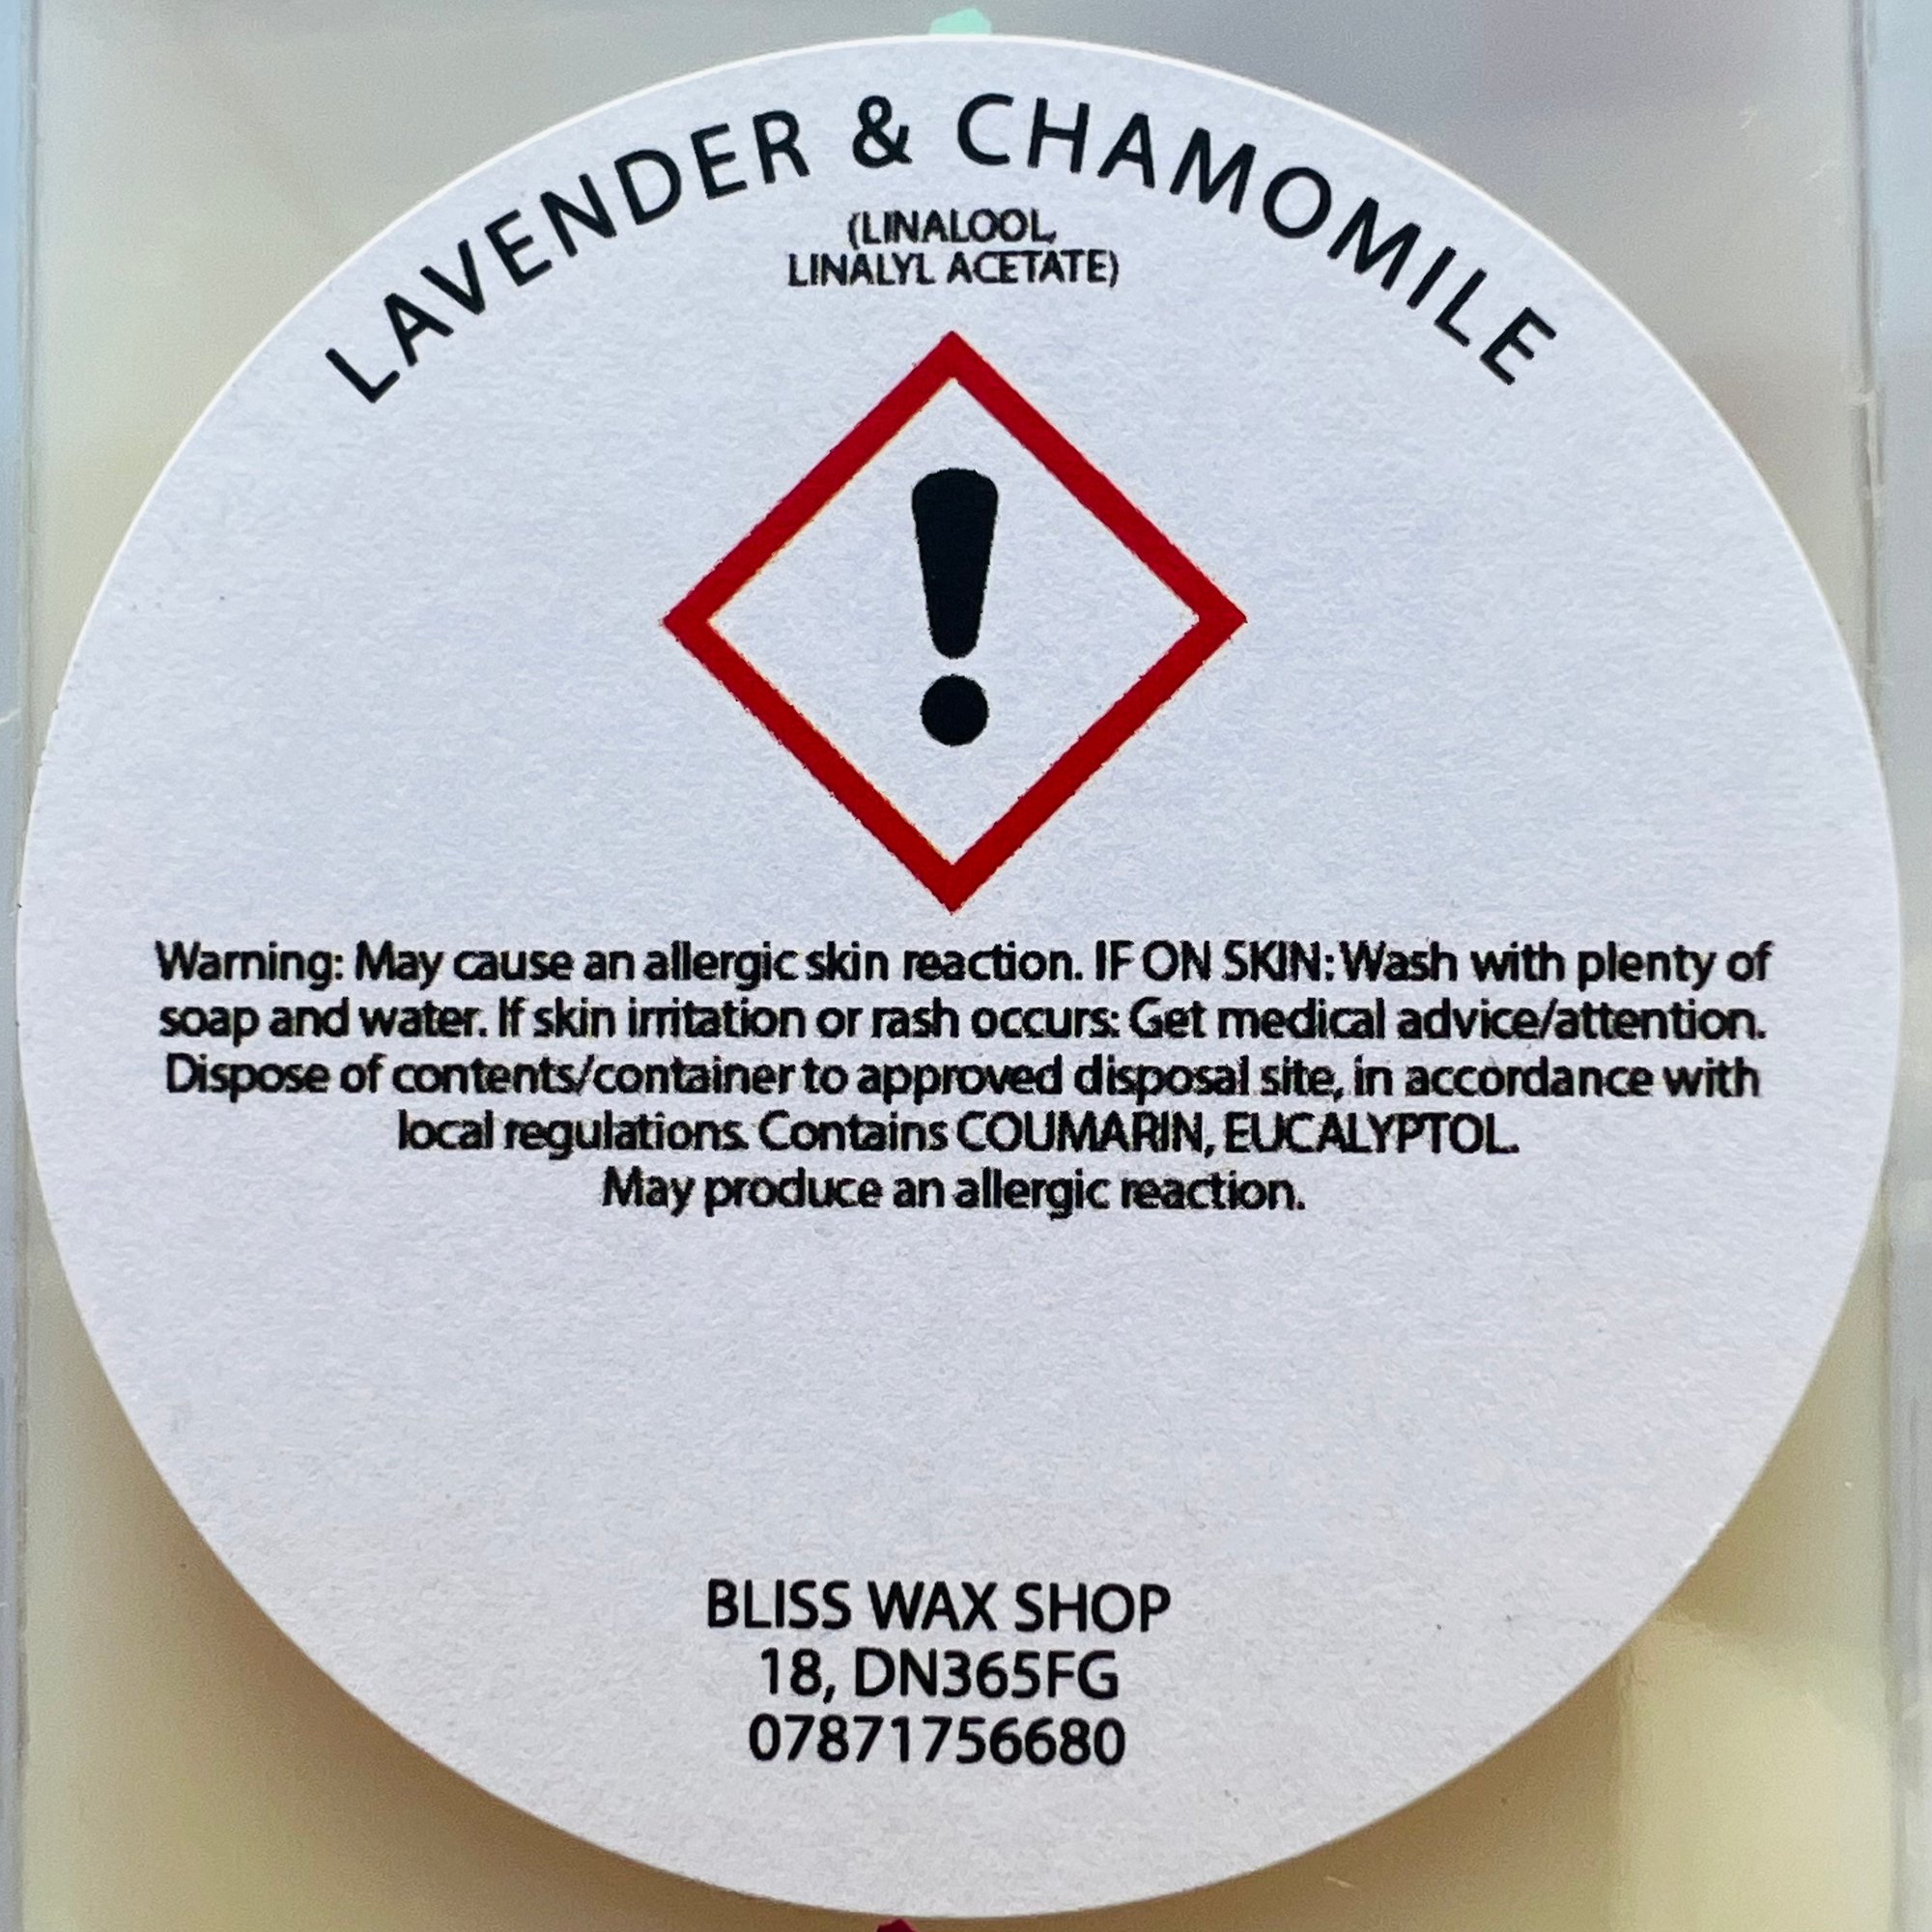 LAVENDER & CHAMOMILE
(LINALOOL,
LINALYL ACETATE)
Warning: May cause an allergic skin reaction. IF ON SKIN: Wash with plenty of
soap and water. If skin irritation or rash occurs: Get medical advice/attention.
Dispose of contents/container to approved disposal site, in accordance with
local regulations. Contains COUMARIN, EUCALYPTOL.
May produce an allergic reaction.
BLISS WAX SHOP
18, DN365FG
07871756680